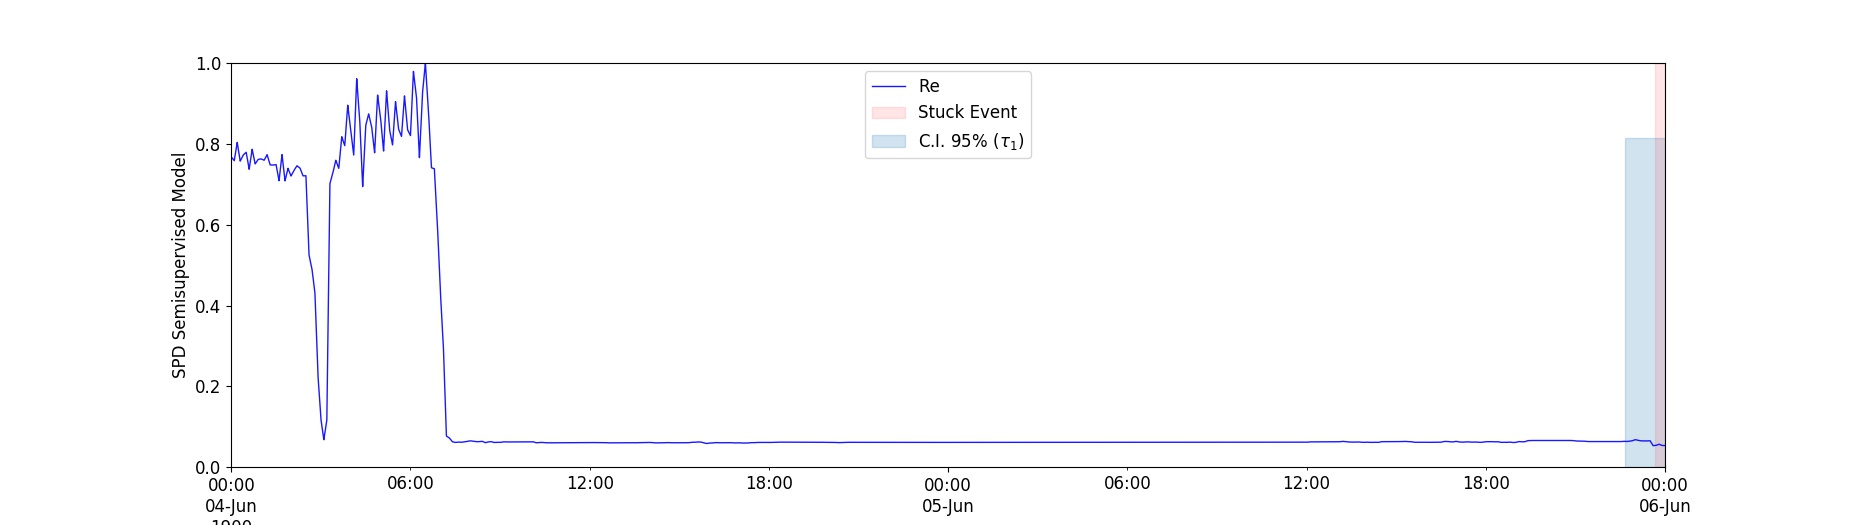 SPD Semisupervised Model
1.0
0.8
0.6
0.4
0.2
0.0
Re
Stuck Event
C.I. 95% (τ₁)
00:00 06:00 12:00 18:00 00:00 06:00 12:00 18:00 00:00
04-Jun 05-Jun 06-Jun